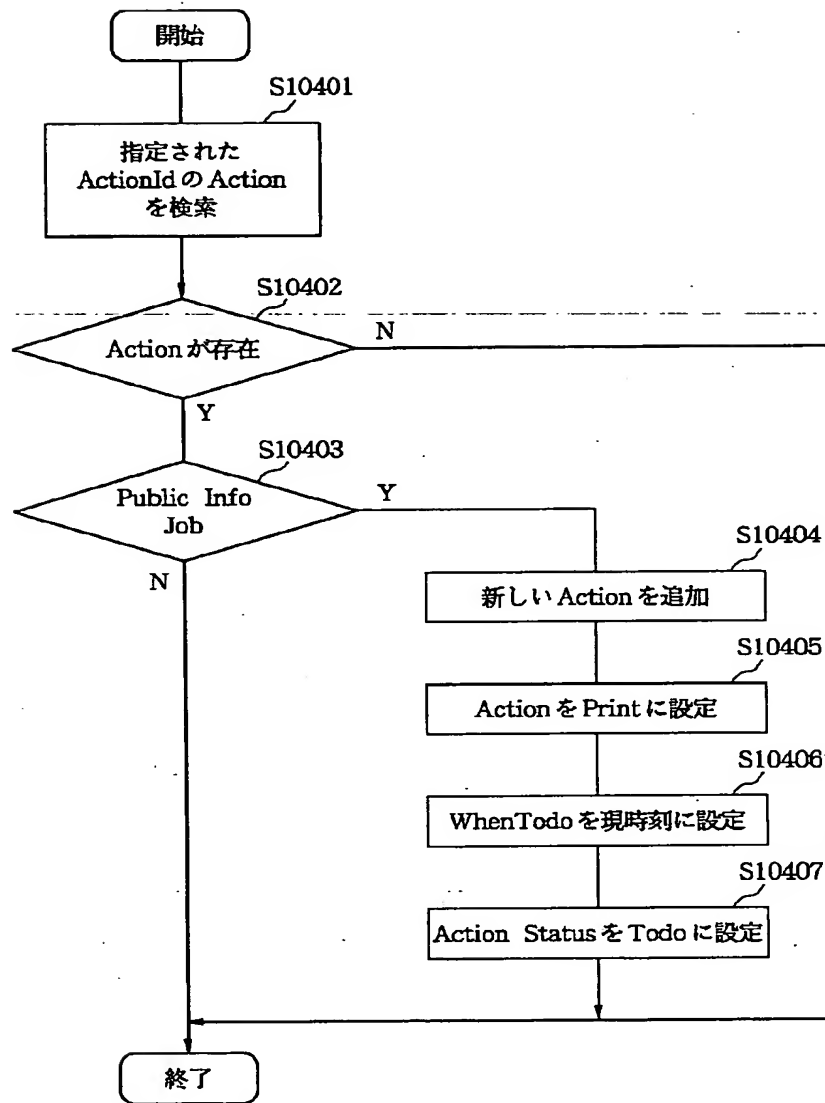 開始
S10401
指定された
ActionIdのAction
を検索
S10402
Actionが存在
N
Y
S10403
Public Info
Job
Y
N
S10404
新しいActionを追加
S10405
ActionをPrintに設定
S10406
WhenTodoを現時刻に設定
S10407
Action StatusをTodoに設定
終了